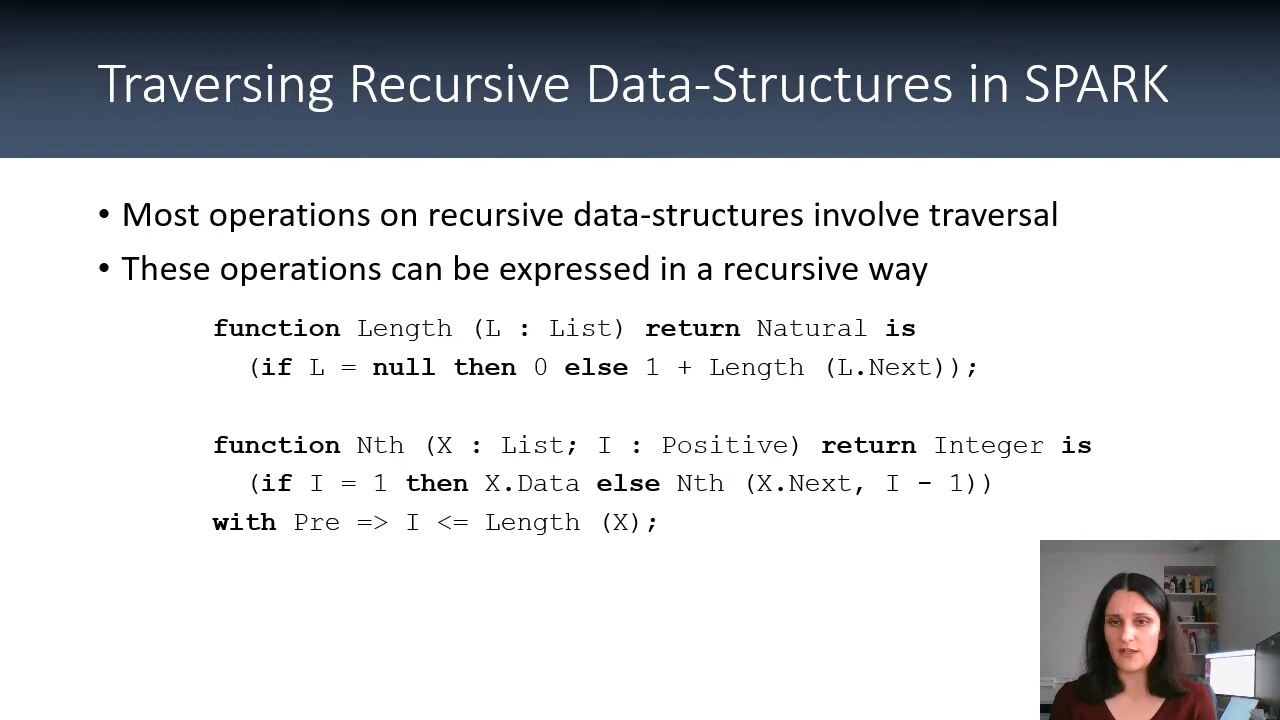 Traversing Recursive Data-Structures in SPARK
• Most operations on recursive data-structures involve traversal
• These operations can be expressed in a recursive way
function Length (L : List) return Natural is
(if L = null then 0 else 1 + Length (L.Next));
function Nth (X : List; I : Positive) return Integer is
(if I = 1 then X.Data else Nth (X.Next, I - 1))
with Pre => I <= Length (X);